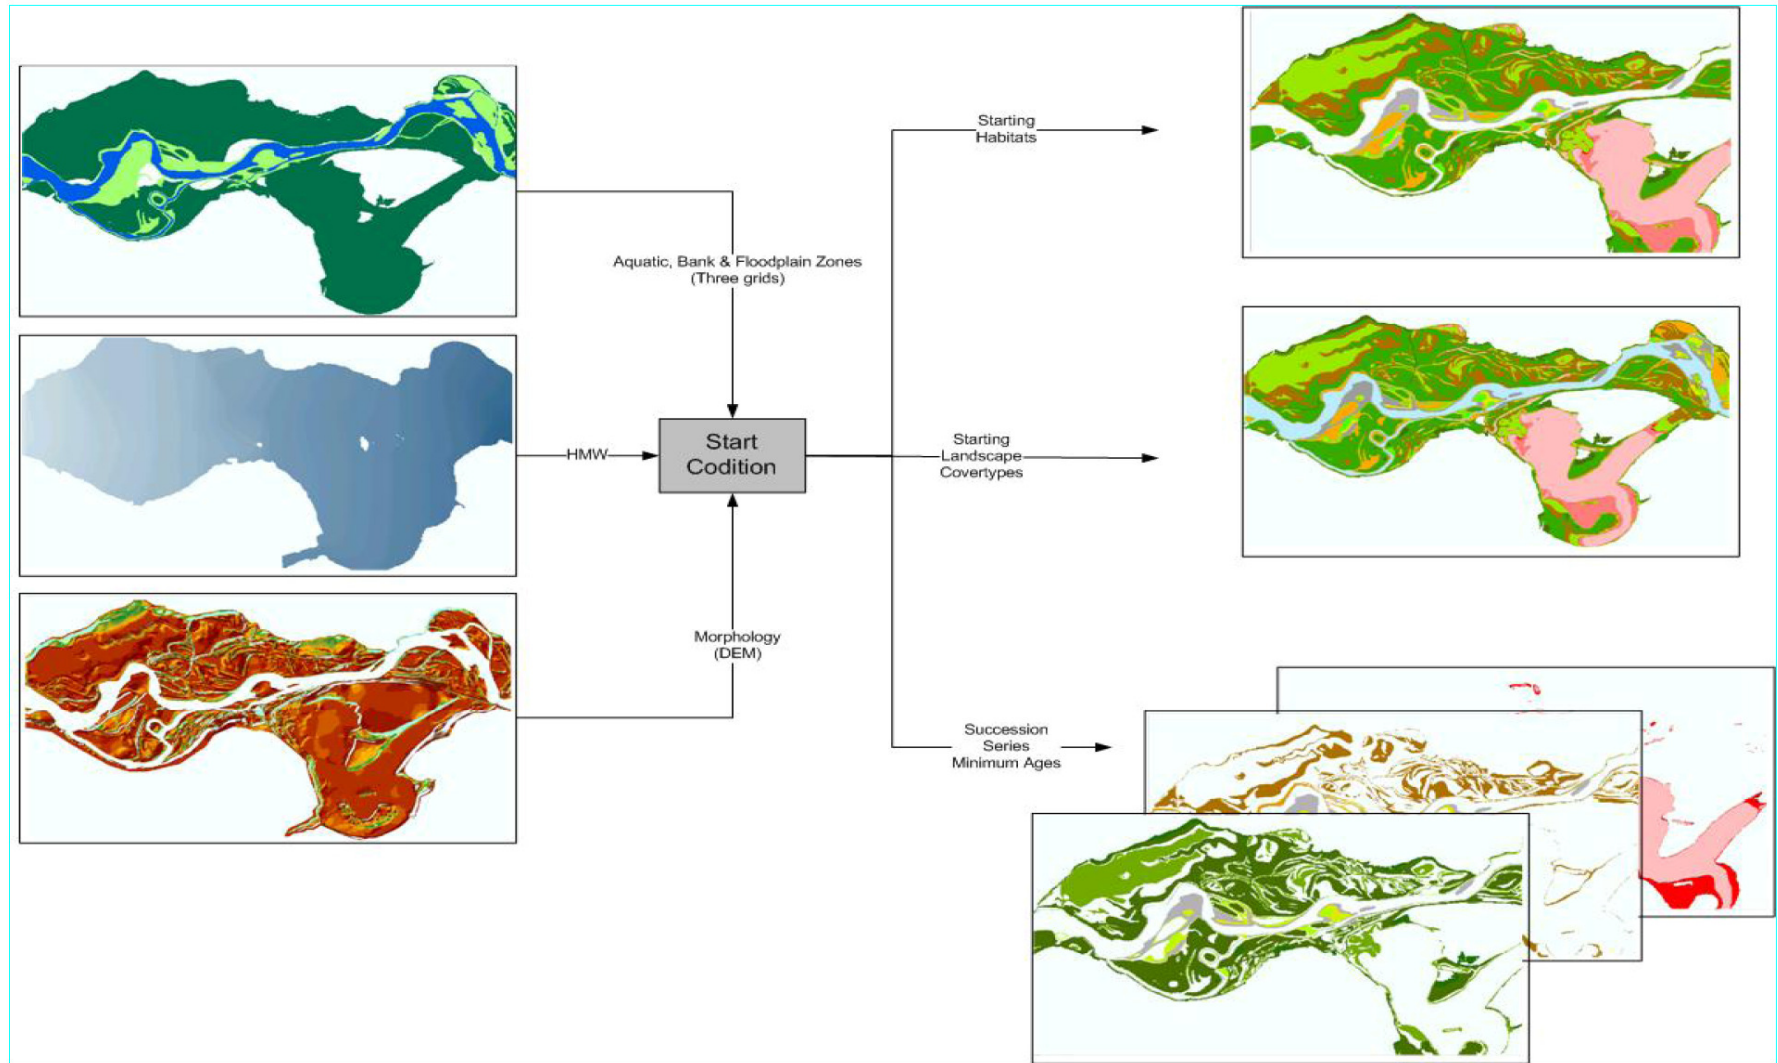 Starting
Habitats
Aquatic, Bank & Floodplain Zones
(Three grids)
Start
Codition
HMW
Starting
Landscape
Covertypes
Morphology
(DEM)
Succession
Series
Minimum Ages